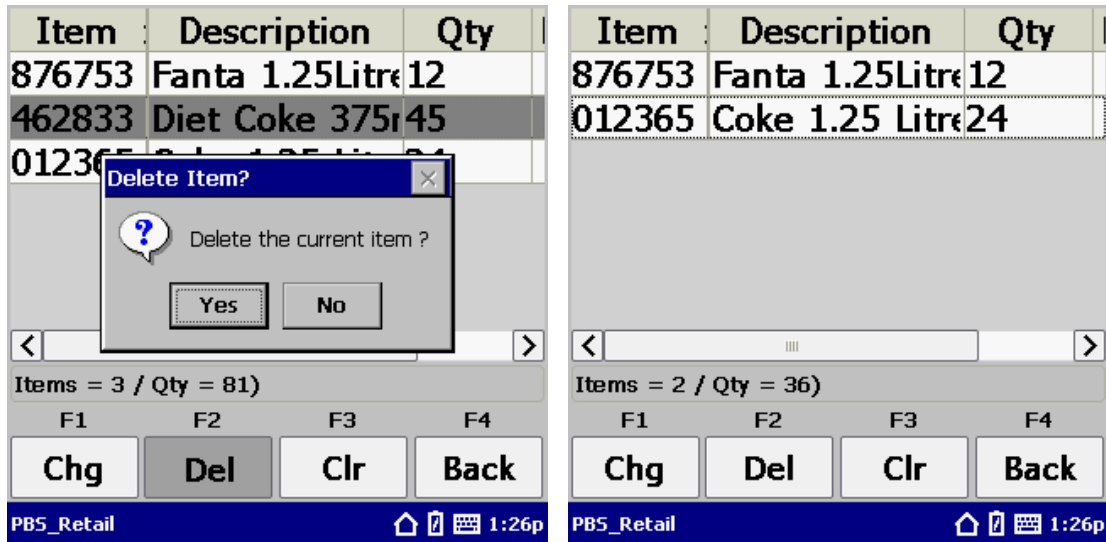 Item : Description Qty
876753 Fanta 1.25Litre 12
462833 Diet Coke 375 45
012365
Delete Item?
Delete the current item ?
Yes No
Items = 3 / Qty = 81)
F1 F2 F3 F4
Chg Del Clr Back
PBS_Retail 1:26p
Item : Description Qty
876753 Fanta 1.25Litre 12
012365 Coke 1.25 Litre 24
Items = 2 / Qty = 36)
F1 F2 F3 F4
Chg Del Clr Back
PBS_Retail 1:26p